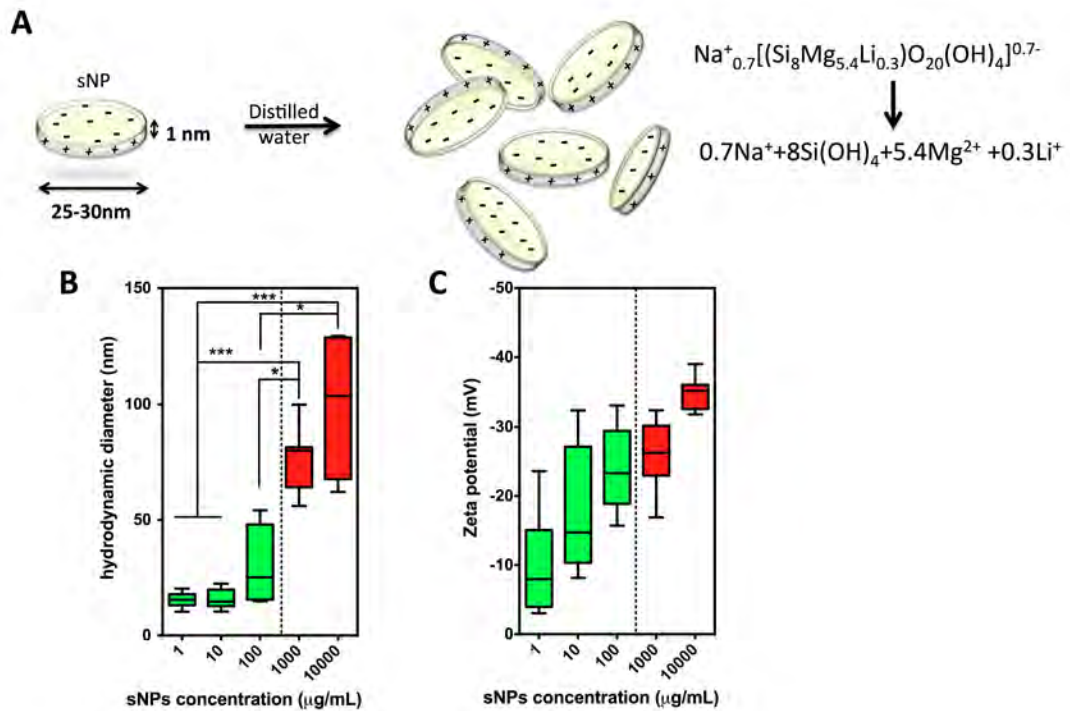 A
sNP
1 nm
25-30nm
Distilled
water
Na⁺₀.₇[(Si₈Mg₅.₄Li₀.₃)O₂₀(OH)₄]⁰·⁷⁻
0.7Na⁺+8Si(OH)₄+5.4Mg²⁺ +0.3Li⁺
B
150
100
50
0
hydrodynamic diameter (nm)
***
*
***
*
1
10
100
1000
10000
sNPs concentration (μg/mL)
C
-50
-40
-30
-20
-10
0
Zeta potential (mV)
1
10
100
1000
10000
sNPs concentration (μg/mL)